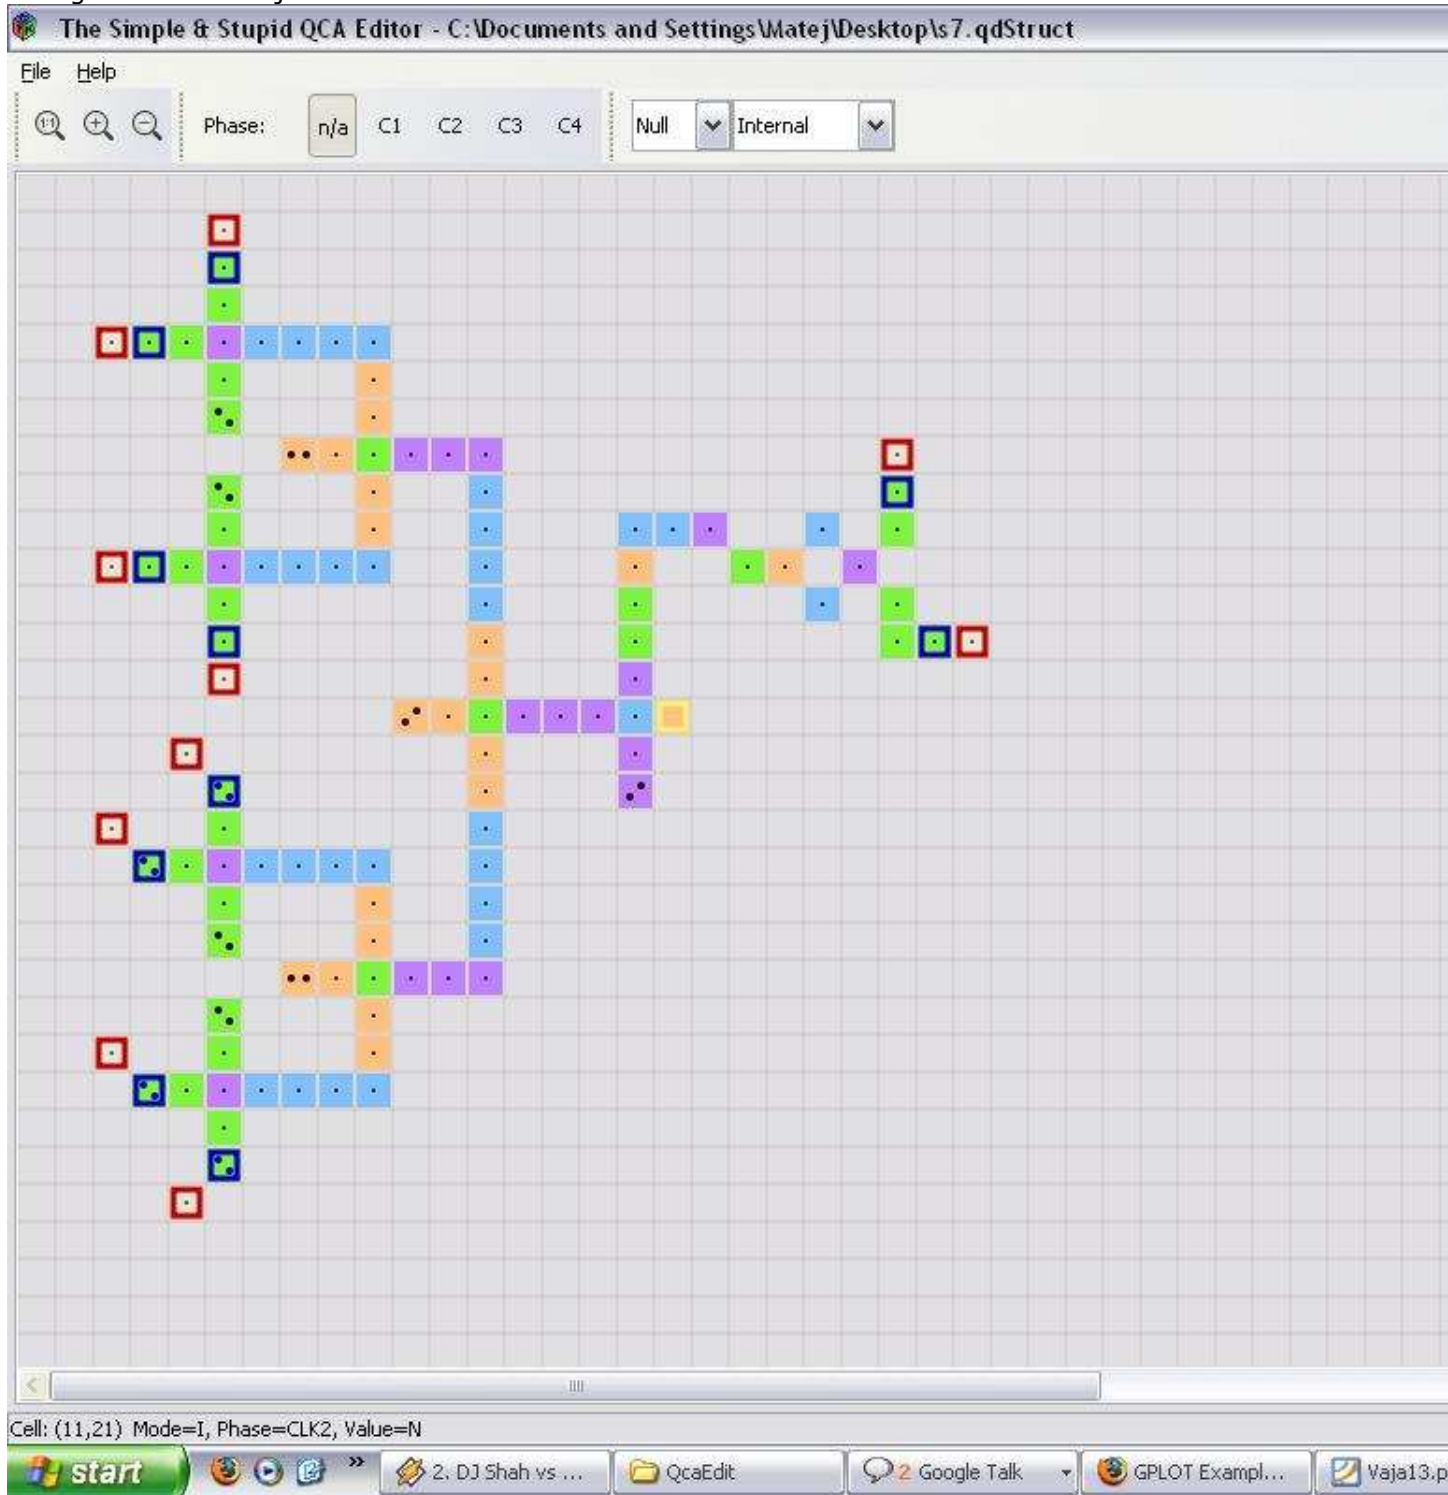 The Simple & Stupid QCA Editor - C:\Documents and Settings\Matej\Desktop\s7.qdStruct
File Help
1:1 Phase: n/a C1 C2 C3 C4 Null Internal
Cell: (11,21) Mode=I, Phase=CLK2, Value=N
start » 2. DJ Shah vs ... QcaEdit 2 Google Talk GPLOT Exampl... Vaja13.p